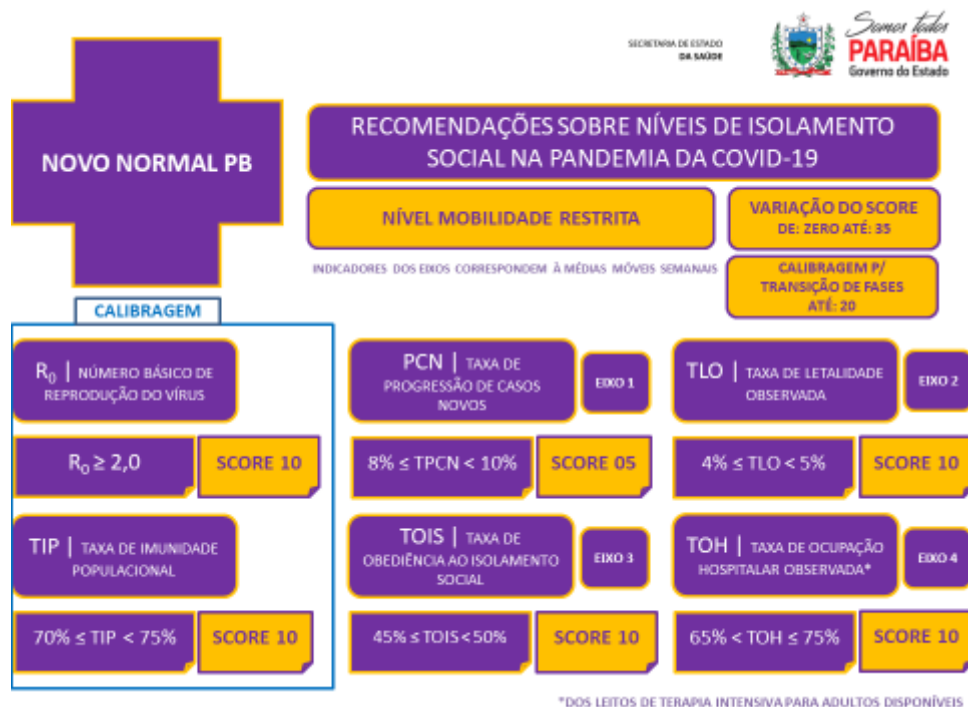 SECRETARIA DE ESTADO
DA SAÚDE
Somos todos
PARAÍBA
Governo do Estado
NOVO NORMAL PB
RECOMENDAÇÕES SOBRE NÍVEIS DE ISOLAMENTO
SOCIAL NA PANDEMIA DA COVID-19
NÍVEL MOBILIDADE RESTRITA
VARIAÇÃO DO SCORE
DE: ZERO ATÉ: 35
INDICADORES DOS EIXOS CORRESPONDEM À MÉDIAS MÓVEIS SEMANAIS
CALIBRAGEM P/
TRANSIÇÃO DE FASES
ATÉ: 20
CALIBRAGEM
R₀ | NÚMERO BÁSICO DE
REPRODUÇÃO DO VÍRUS
R₀ ≥ 2,0
SCORE 10
TIP | TAXA DE IMUNIDADE
POPULACIONAL
70% ≤ TIP < 75%
SCORE 10
PCN | TAXA DE
PROGRESSÃO DE CASOS
NOVOS
EIXO 1
8% ≤ TPCN < 10%
SCORE 05
TLO | TAXA DE LETALIDADE
OBSERVADA
EIXO 2
4% ≤ TLO < 5%
SCORE 10
TOIS | TAXA DE
OBEDIÊNCIA AO ISOLAMENTO
SOCIAL
EIXO 3
45% ≤ TOIS < 50%
SCORE 10
TOH | TAXA DE OCUPAÇÃO
HOSPITALAR OBSERVADA*
EIXO 4
65% < TOH ≤ 75%
SCORE 10
*DOS LEITOS DE TERAPIA INTENSIVA PARA ADULTOS DISPONÍVEIS